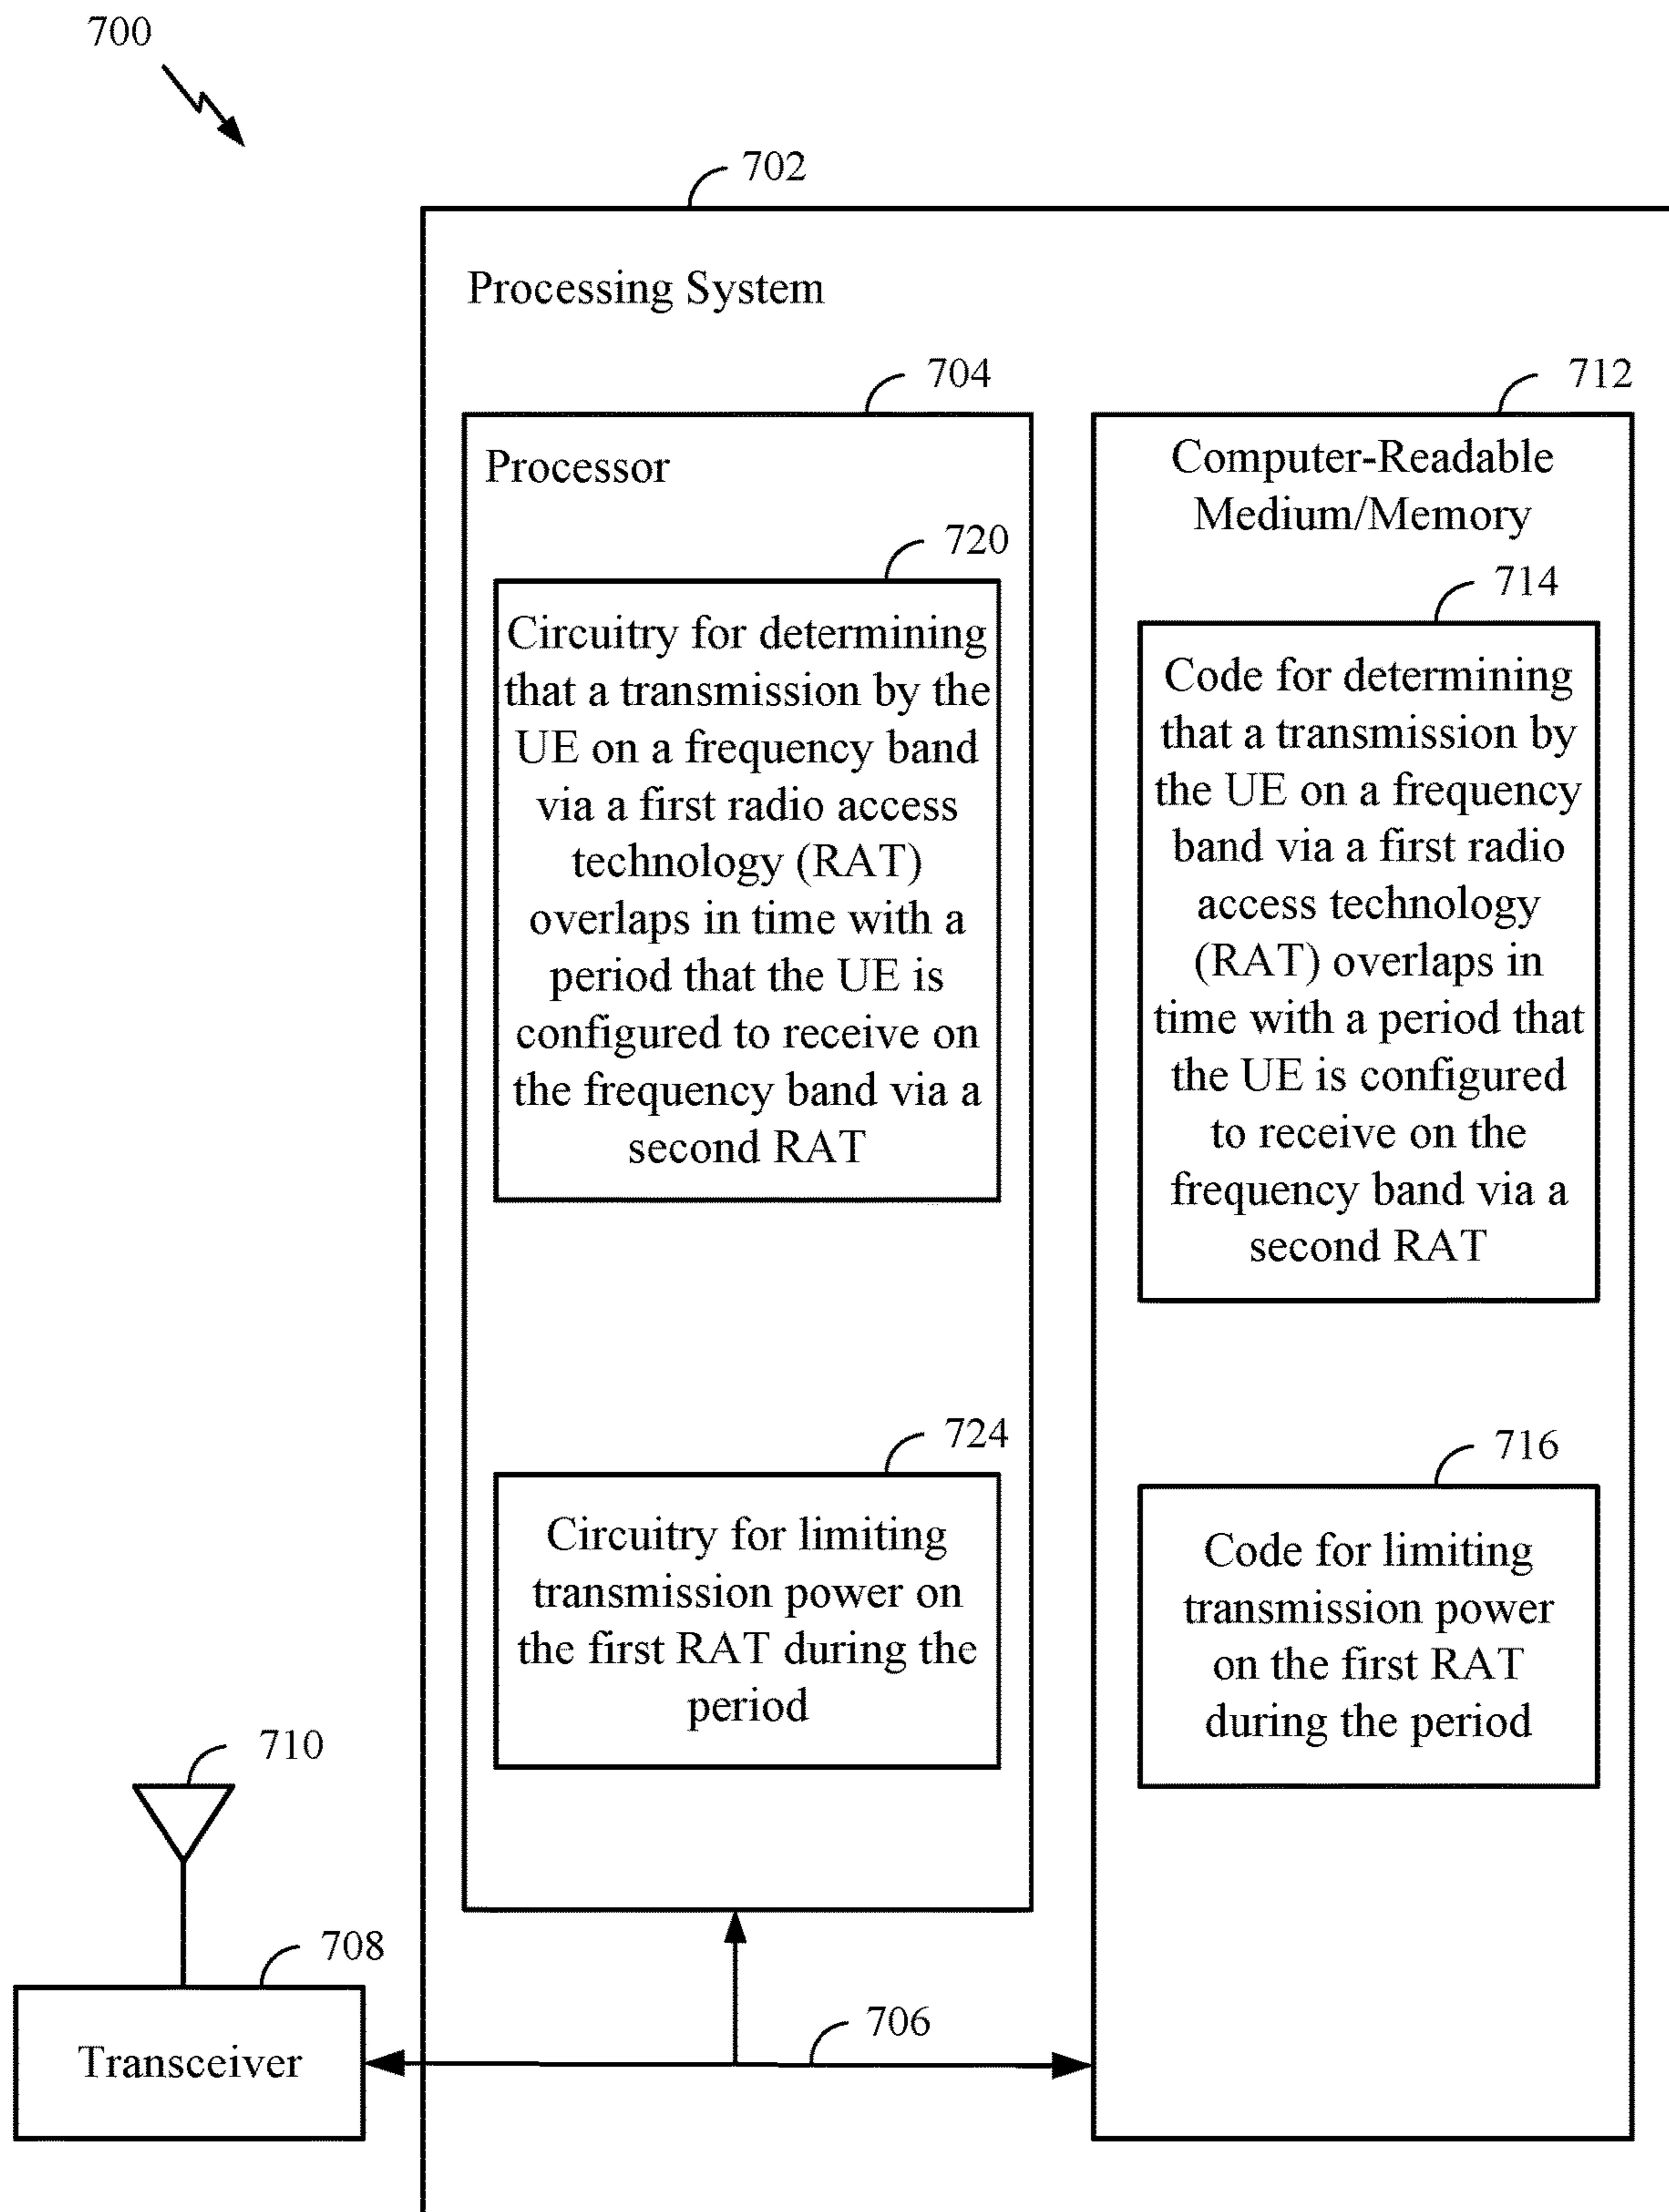 700
702
Processing System
704
Processor
720
Circuitry for determining
that a transmission by the
UE on a frequency band
via a first radio access
technology (RAT)
overlaps in time with a
period that the UE is
configured to receive on
the frequency band via a
second RAT
724
Circuitry for limiting
transmission power on
the first RAT during the
period
712
Computer-Readable
Medium/Memory
714
Code for determining
that a transmission by
the UE on a frequency
band via a first radio
access technology
(RAT) overlaps in
time with a period that
the UE is configured
to receive on the
frequency band via a
second RAT
716
Code for limiting
transmission power
on the first RAT
during the period
710
708
Transceiver
706